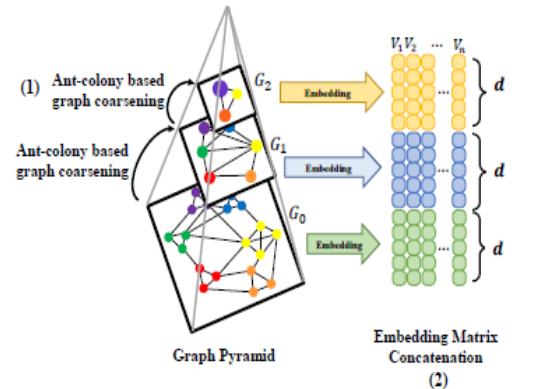 V1 V2 ... Vn
(1)
Ant-colony based
graph coarsening
G2
Embedding
...
d
Ant-colony based
graph coarsening
G1
Embedding
...
d
G0
Embedding
...
d
Graph Pyramid
Embedding Matrix
Concatenation
(2)